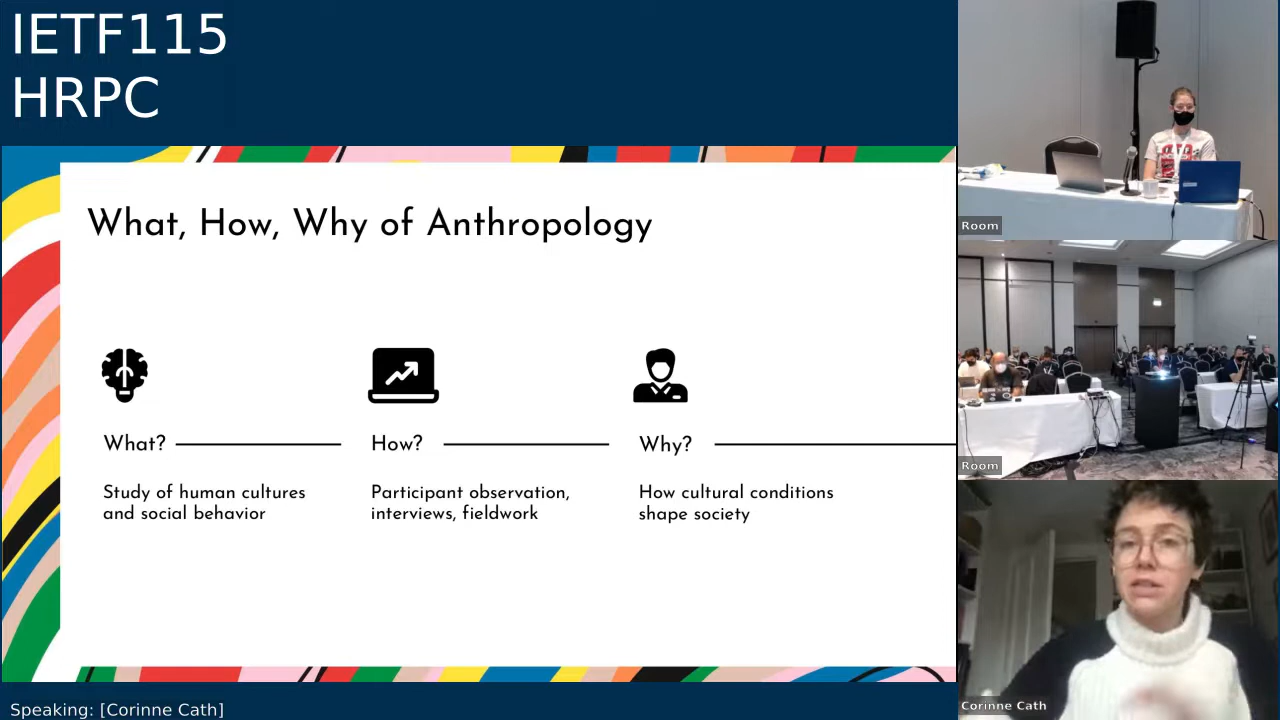 IETF115
HRPC
What, How, Why of Anthropology
What?
Study of human cultures
and social behavior
How?
Participant observation,
interviews, fieldwork
Why?
How cultural conditions
shape society
Room
Room
Corinne Cath
Speaking: [Corinne Cath]